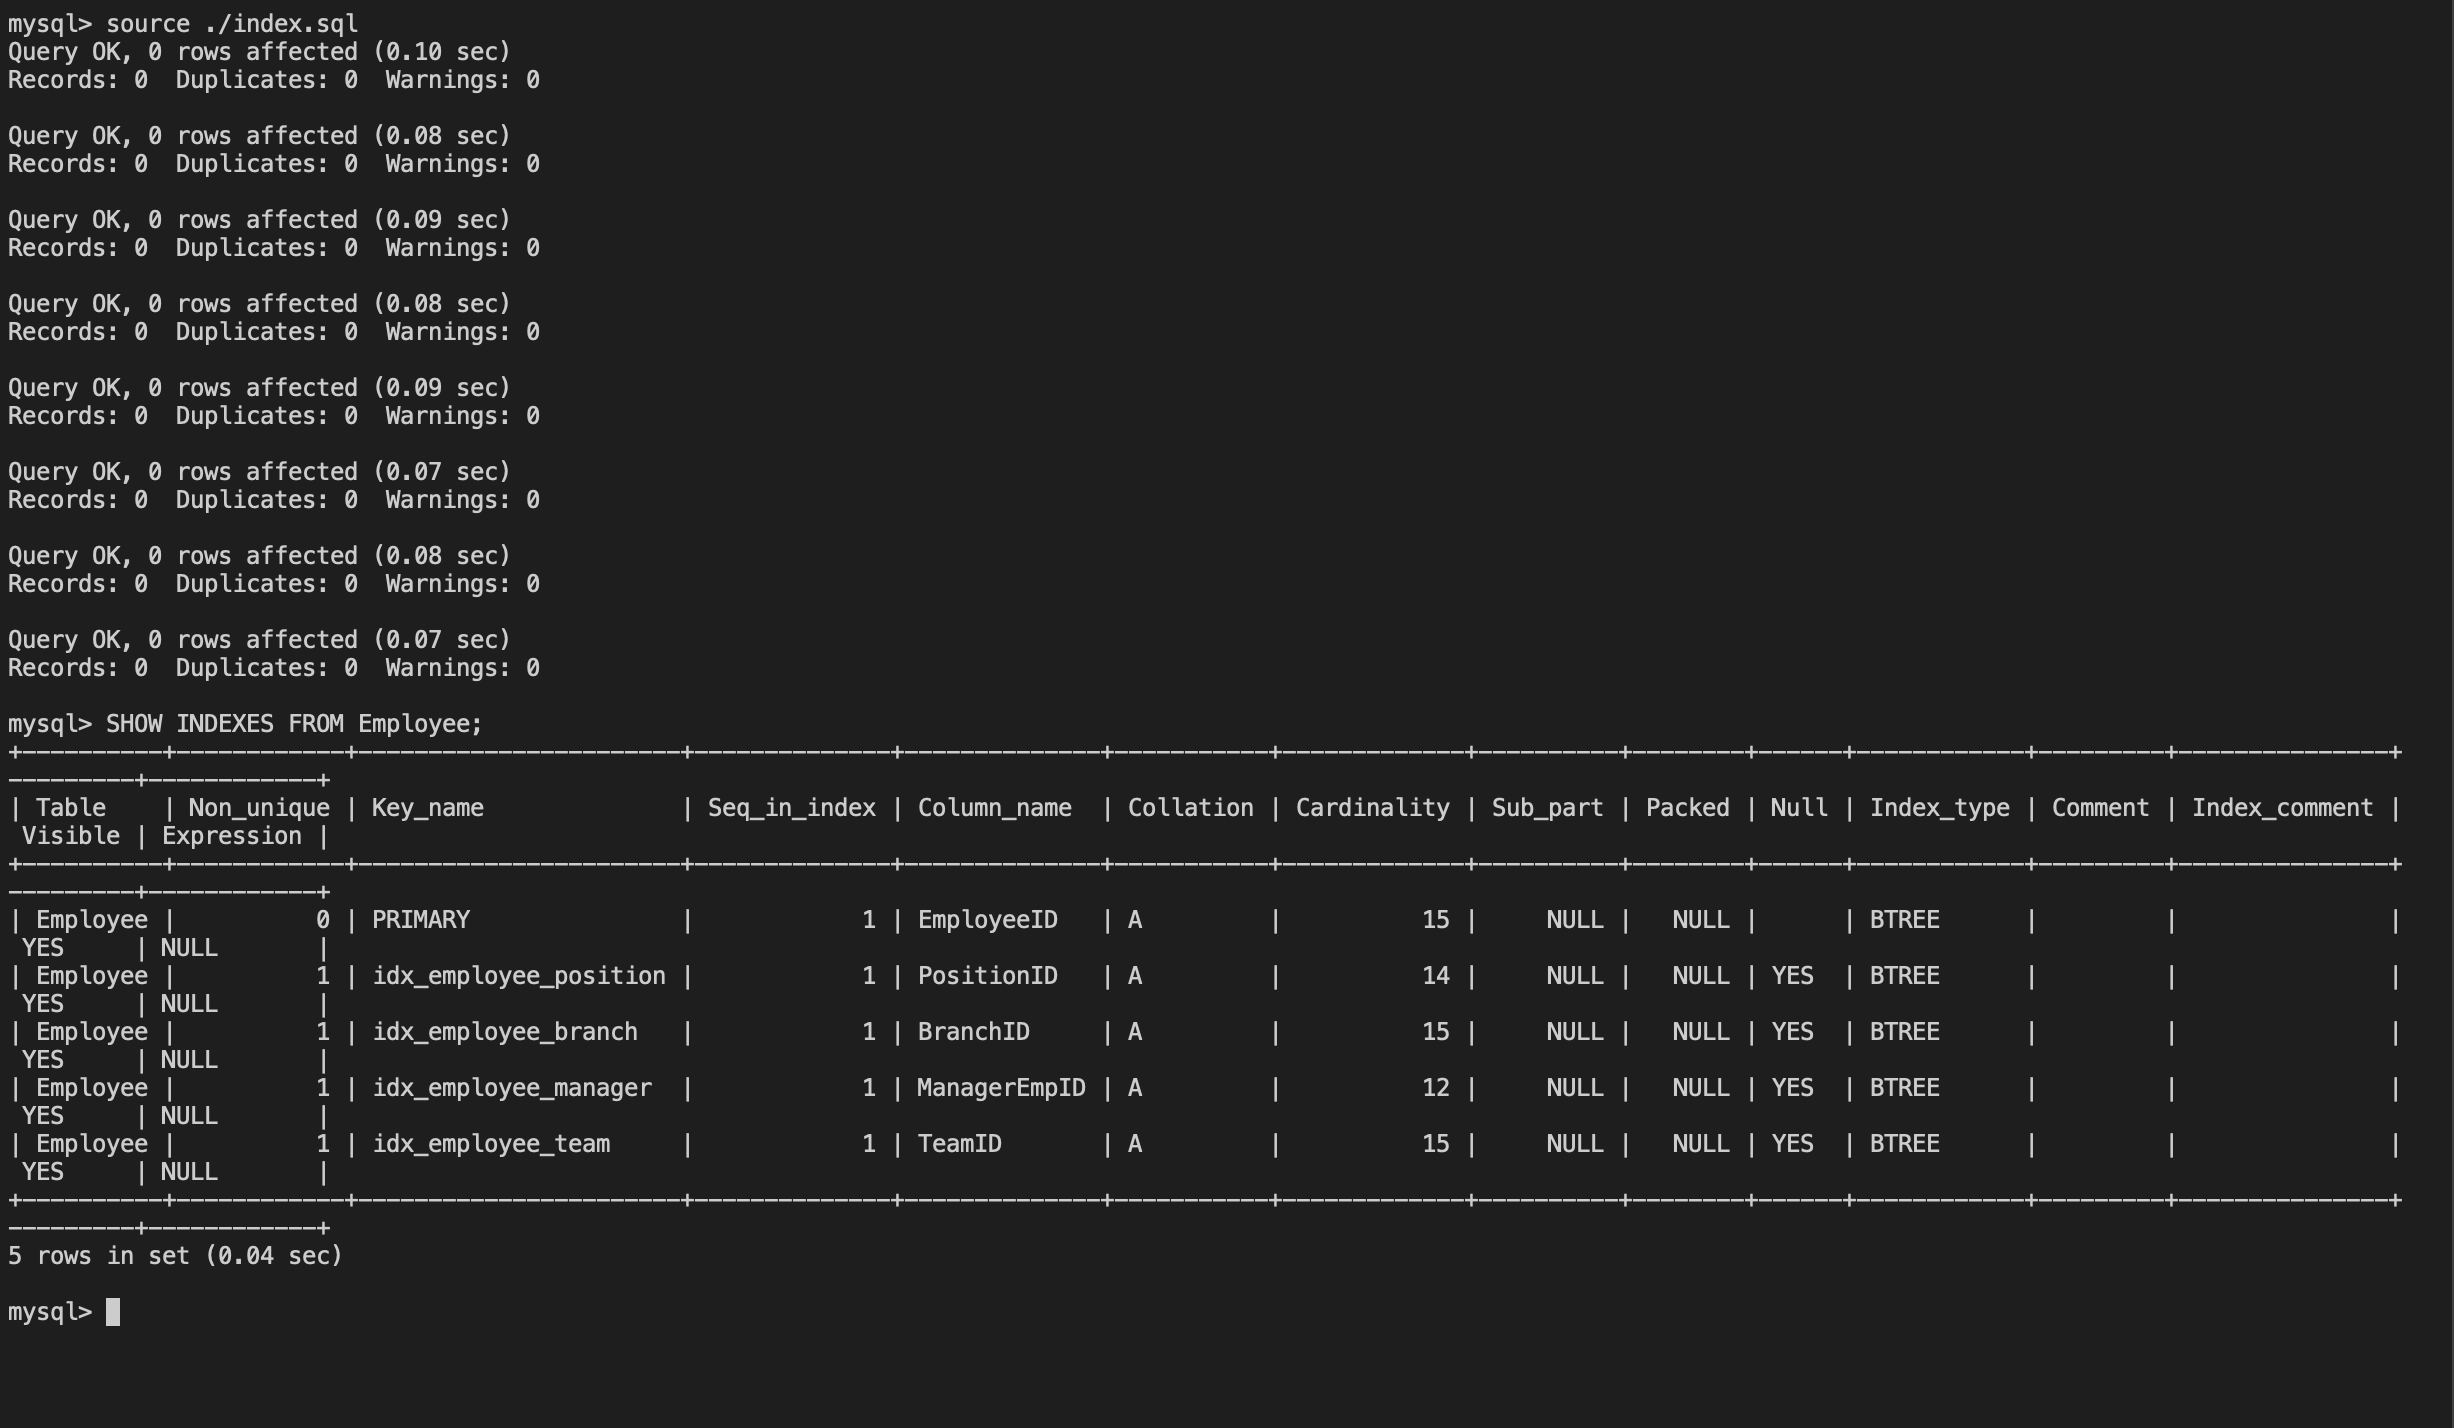 mysql> source ./index.sql
Query OK, 0 rows affected (0.10 sec)
Records: 0  Duplicates: 0  Warnings: 0

Query OK, 0 rows affected (0.08 sec)
Records: 0  Duplicates: 0  Warnings: 0

Query OK, 0 rows affected (0.09 sec)
Records: 0  Duplicates: 0  Warnings: 0

Query OK, 0 rows affected (0.08 sec)
Records: 0  Duplicates: 0  Warnings: 0

Query OK, 0 rows affected (0.09 sec)
Records: 0  Duplicates: 0  Warnings: 0

Query OK, 0 rows affected (0.07 sec)
Records: 0  Duplicates: 0  Warnings: 0

Query OK, 0 rows affected (0.08 sec)
Records: 0  Duplicates: 0  Warnings: 0

Query OK, 0 rows affected (0.07 sec)
Records: 0  Duplicates: 0  Warnings: 0

mysql> SHOW INDEXES FROM Employee;
+----------+------------+-----------------------+--------------+--------------+-----------+-------------+----------+--------+------+------------+---------+---------------+
---------+------------+
| Table    | Non_unique | Key_name              | Seq_in_index | Column_name  | Collation | Cardinality | Sub_part | Packed | Null | Index_type | Comment | Index_comment |
 Visible | Expression |
+----------+------------+-----------------------+--------------+--------------+-----------+-------------+----------+--------+------+------------+---------+---------------+
---------+------------+
| Employee |          0 | PRIMARY               |            1 | EmployeeID   | A         |          15 |     NULL |   NULL |      | BTREE      |         |               |
 YES     | NULL       |
| Employee |          1 | idx_employee_position |            1 | PositionID   | A         |          14 |     NULL |   NULL | YES  | BTREE      |         |               |
 YES     | NULL       |
| Employee |          1 | idx_employee_branch   |            1 | BranchID     | A         |          15 |     NULL |   NULL | YES  | BTREE      |         |               |
 YES     | NULL       |
| Employee |          1 | idx_employee_manager  |            1 | ManagerEmpID | A         |          12 |     NULL |   NULL | YES  | BTREE      |         |               |
 YES     | NULL       |
| Employee |          1 | idx_employee_team     |            1 | TeamID       | A         |          15 |     NULL |   NULL | YES  | BTREE      |         |               |
 YES     | NULL       |
+----------+------------+-----------------------+--------------+--------------+-----------+-------------+----------+--------+------+------------+---------+---------------+
---------+------------+
5 rows in set (0.04 sec)

mysql>